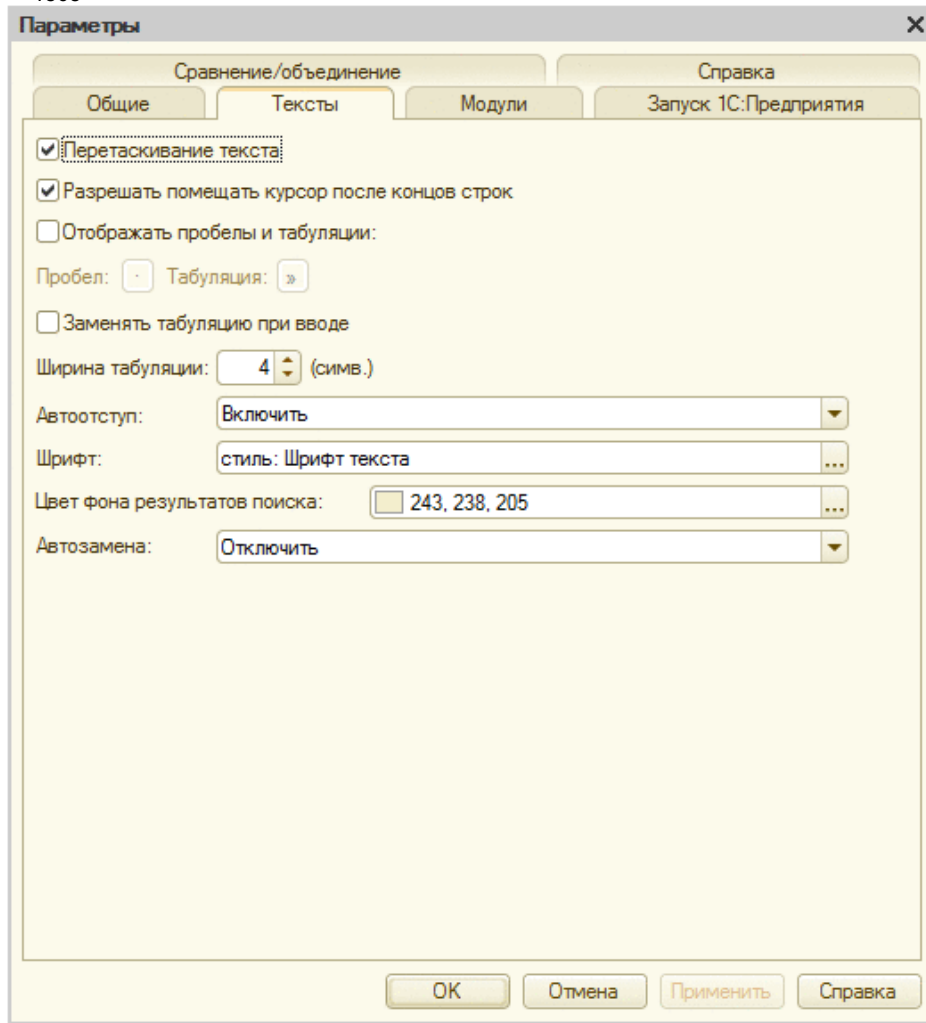 Параметры
Сравнение/объединение Справка
Общие Тексты Модули Запуск 1С:Предприятия
Перетаскивание текста
Разрешать помещать курсор после концов строк
Отображать пробелы и табуляции:
Пробел: · Табуляция: »
Заменять табуляцию при вводе
Ширина табуляции: 4 (симв.)
Автоотступ: Включить
Шрифт: стиль: Шрифт текста ...
Цвет фона результатов поиска: 243, 238, 205 ...
Автозамена: Отключить
OK Отмена Применить Справка